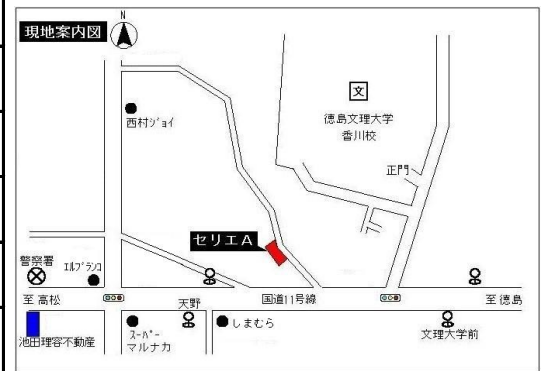 現地案内図
N
西村ジョイ
文
徳島文理大学
香川校
正門
セリエA
警察署
エルブランコ
至 高松
天野
国道11号線
至 徳島
池田理容不動産
スーパー
マルナカ
しまむら
文理大学前